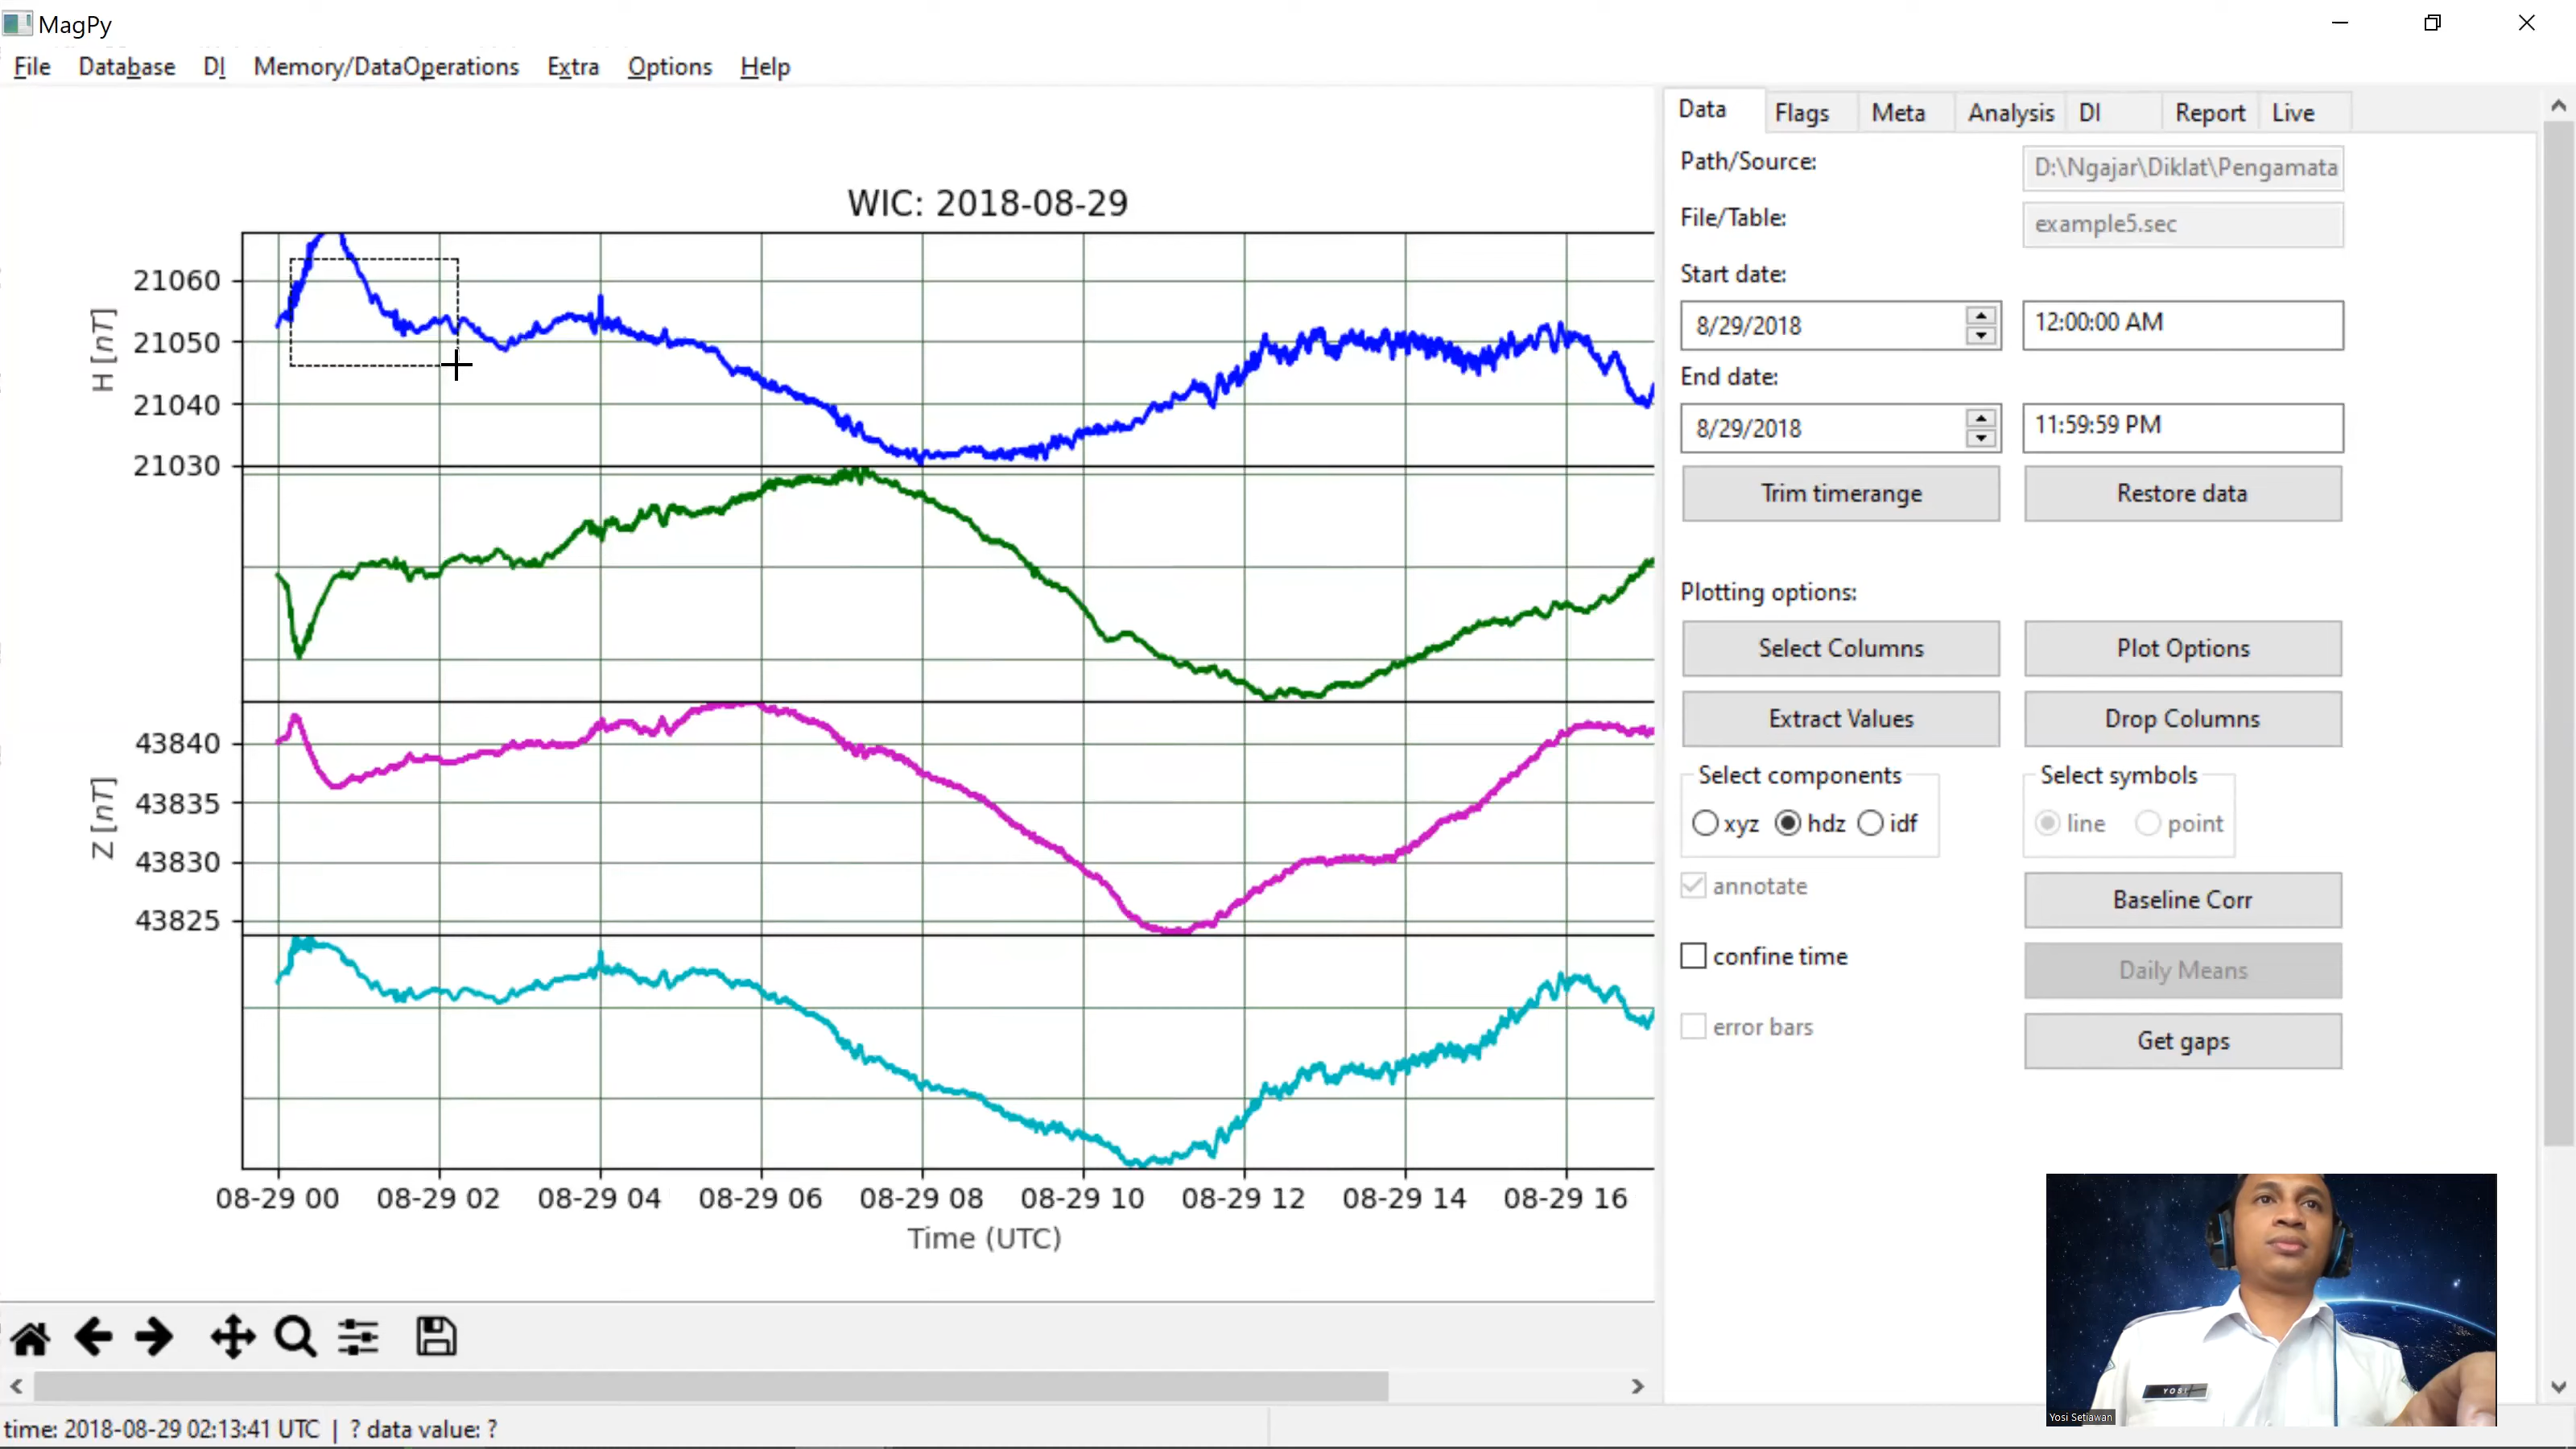 MagPy
File Database DI Memory/DataOperations Extra Options Help
WIC: 2018-08-29
H [nT]
21060
21050
21040
21030
Z [nT]
43840
43835
43830
43825
08-29 00 08-29 02 08-29 04 08-29 06 08-29 08 08-29 10 08-29 12 08-29 14 08-29 16
Time (UTC)
time: 2018-08-29 02:13:41 UTC | ? data value: ?
Data Flags Meta Analysis DI Report Live
Path/Source: D:\Ngajar\Diklat\Pengamata
File/Table: example5.sec
Start date:
8/29/2018 12:00:00 AM
End date:
8/29/2018 11:59:59 PM
Trim timerange Restore data
Plotting options:
Select Columns Plot Options
Extract Values Drop Columns
Select components Select symbols
xyz hdz idf line point
annotate Baseline Corr
confine time Daily Means
error bars Get gaps
YOSI
Yosi Setiawan